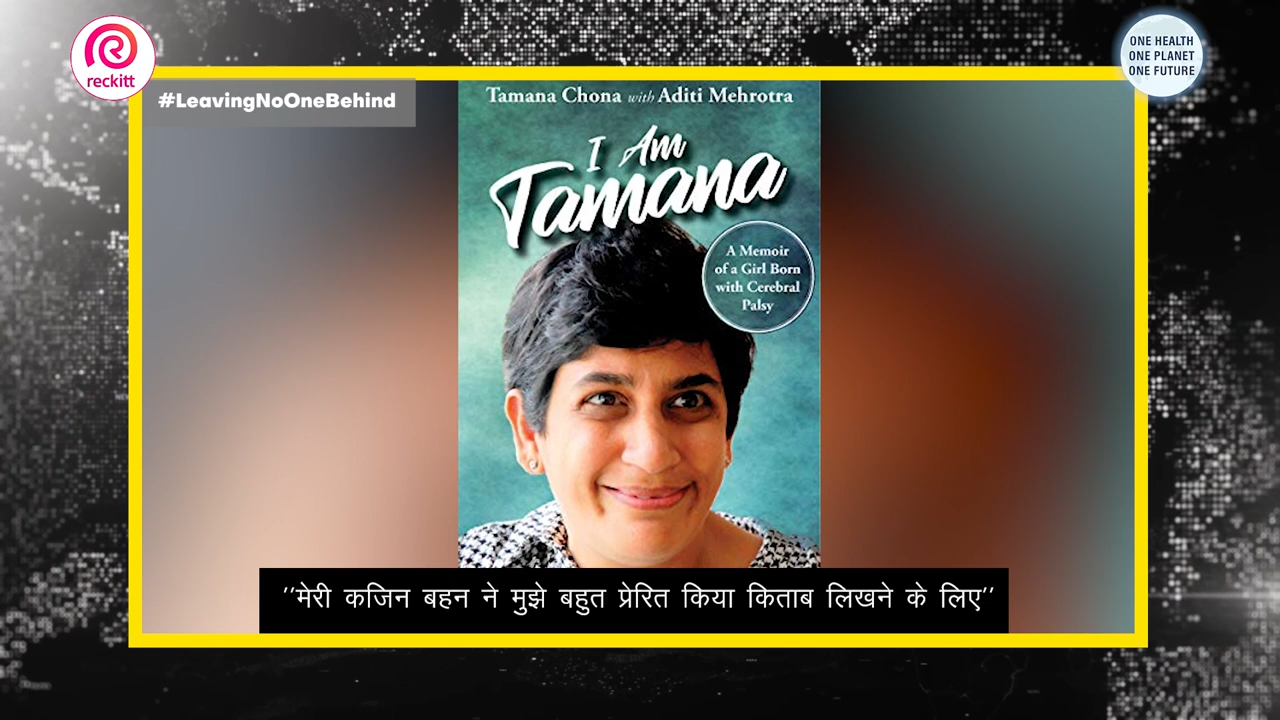 reckitt
ONE HEALTH
ONE PLANET
ONE FUTURE
#LeavingNoOneBehind
Tamana Chona with Aditi Mehrotra
I Am
Tamana
A Memoir
of a Girl Born
with Cerebral
Palsy
''मेरी कजिन बहन ने मुझे बहुत प्रेरित किया किताब लिखने के लिए''